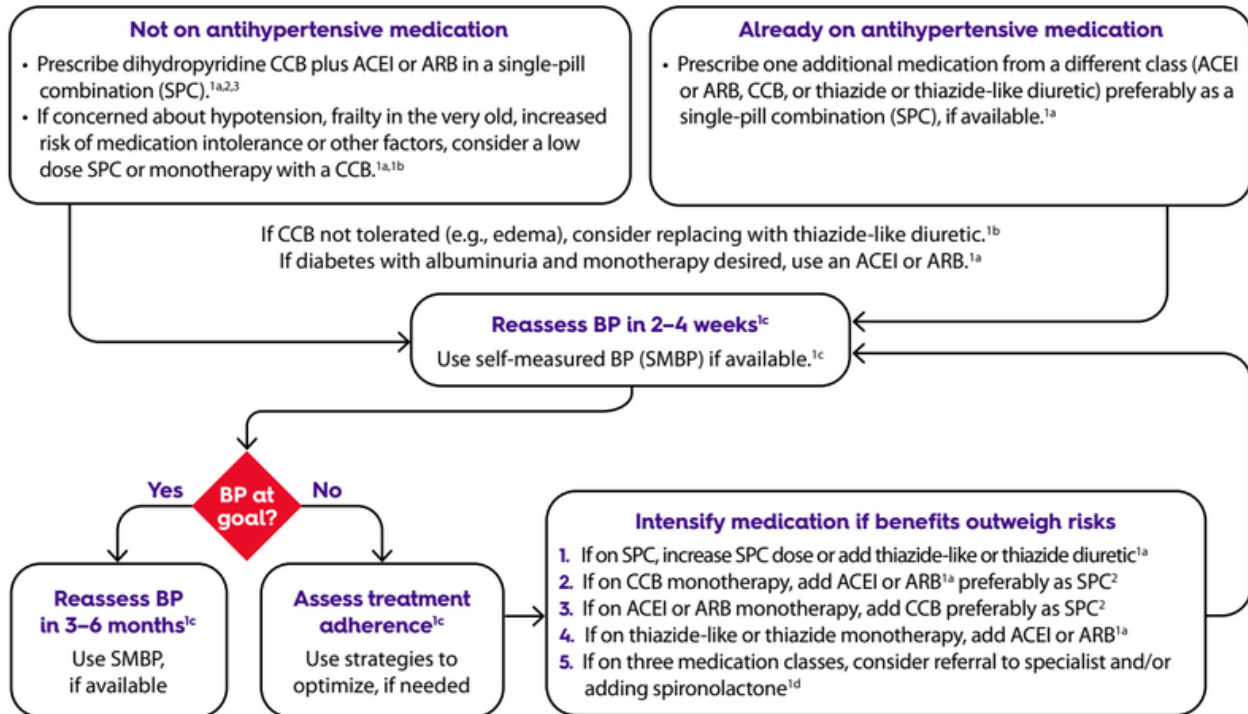 Not on antihypertensive medication
• Prescribe dihydropyridine CCB plus ACEI or ARB in a single-pill
combination (SPC).1a,2,3
• If concerned about hypotension, frailty in the very old, increased
risk of medication intolerance or other factors, consider a low
dose SPC or monotherapy with a CCB.1a,1b
Already on antihypertensive medication
• Prescribe one additional medication from a different class (ACEI
or ARB, CCB, or thiazide or thiazide-like diuretic) preferably as a
single-pill combination (SPC), if available.1a
If CCB not tolerated (e.g., edema), consider replacing with thiazide-like diuretic.1b
If diabetes with albuminuria and monotherapy desired, use an ACEI or ARB.1a
Reassess BP in 2–4 weeks1c
Use self-measured BP (SMBP) if available.1c
BP at
goal?
Yes
No
Reassess BP
in 3–6 months1c
Use SMBP,
if available
Assess treatment
adherence1c
Use strategies to
optimize, if needed
Intensify medication if benefits outweigh risks
1. If on SPC, increase SPC dose or add thiazide-like or thiazide diuretic1a
2. If on CCB monotherapy, add ACEI or ARB1a preferably as SPC2
3. If on ACEI or ARB monotherapy, add CCB preferably as SPC2
4. If on thiazide-like or thiazide monotherapy, add ACEI or ARB1a
5. If on three medication classes, consider referral to specialist and/or
adding spironolactone1d